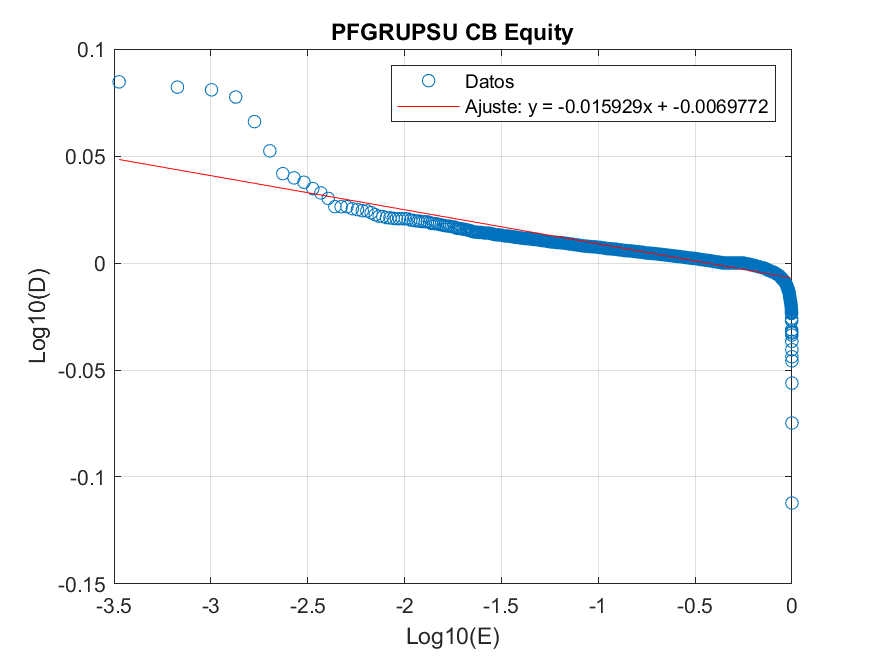 PFGRUPSU CB Equity
Datos
Ajuste: y = -0.015929x + -0.0069772
0.1
0.05
0
-0.05
-0.1
-0.15
Log10(D)
-3.5 -3 -2.5 -2 -1.5 -1 -0.5 0
Log10(E)